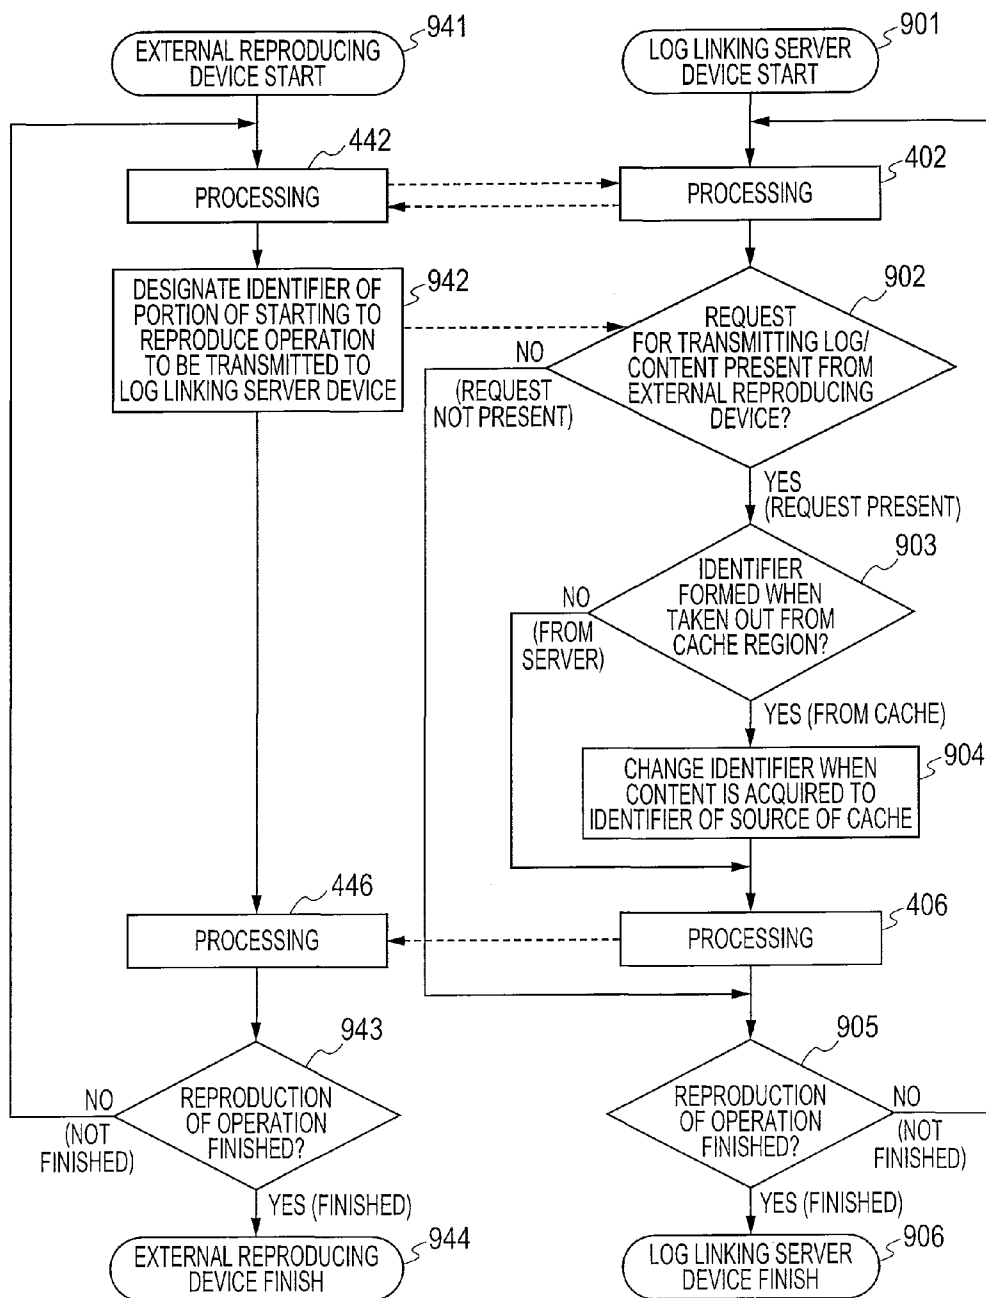 EXTERNAL REPRODUCING
DEVICE START
941
442
PROCESSING
DESIGNATE IDENTIFIER OF
PORTION OF STARTING TO
REPRODUCE OPERATION
TO BE TRANSMITTED TO
LOG LINKING SERVER DEVICE
942
446
PROCESSING
943
REPRODUCTION
OF OPERATION
FINISHED?
NO
(NOT
FINISHED)
YES (FINISHED)
EXTERNAL REPRODUCING
DEVICE FINISH
944
LOG LINKING SERVER
DEVICE START
901
402
PROCESSING
902
REQUEST
FOR TRANSMITTING LOG/
CONTENT PRESENT FROM
EXTERNAL REPRODUCING
DEVICE?
NO
(REQUEST
NOT PRESENT)
YES
(REQUEST PRESENT)
903
IDENTIFIER
FORMED WHEN
TAKEN OUT FROM
CACHE REGION?
NO
(FROM
SERVER)
YES (FROM CACHE)
904
CHANGE IDENTIFIER WHEN
CONTENT IS ACQUIRED TO
IDENTIFIER OF SOURCE OF CACHE
406
PROCESSING
905
REPRODUCTION
OF OPERATION
FINISHED?
NO
(NOT
FINISHED)
YES (FINISHED)
LOG LINKING SERVER
DEVICE FINISH
906